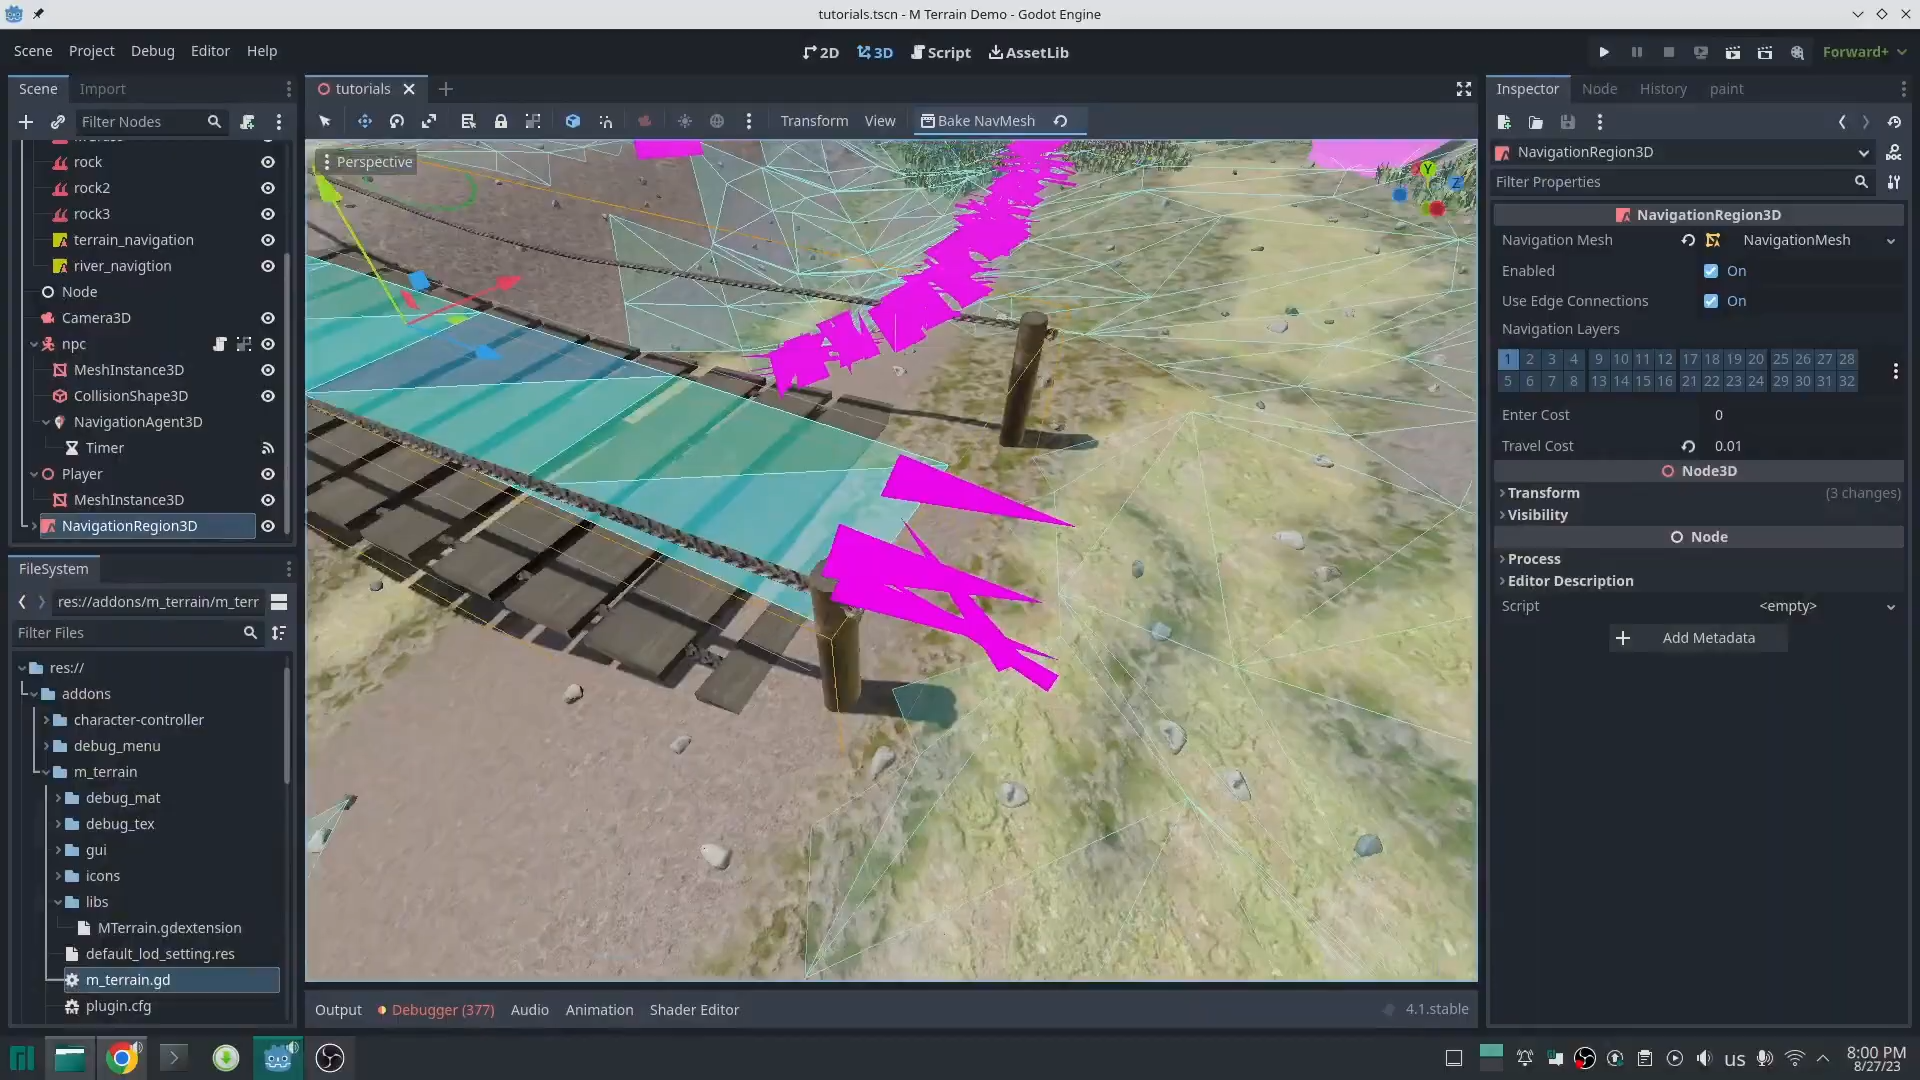 tutorials.tscn - M Terrain Demo - Godot Engine
Scene Project Debug Editor Help
2D 3D Script AssetLib
Forward+
Scene Import
tutorials
Inspector Node History paint
Filter Nodes
Transform View Bake NavMesh
Perspective
NavigationRegion3D
Filter Properties
rock
rock2
rock3
terrain_navigation
river_navigtion
Node
Camera3D
npc
MeshInstance3D
CollisionShape3D
NavigationAgent3D
Timer
Player
MeshInstance3D
NavigationRegion3D
Y
Z
NavigationRegion3D
Navigation Mesh NavigationMesh
Enabled On
Use Edge Connections On
Navigation Layers
1 2 3 4 9 10 11 12 17 18 19 20 25 26 27 28
5 6 7 8 13 14 15 16 21 22 23 24 29 30 31 32
Enter Cost 0
Travel Cost 0.01
Node3D
Transform (3 changes)
Visibility
Node
Process
Editor Description
Script <empty>
Add Metadata
FileSystem
res://addons/m_terrain/m_terr
Filter Files
res://
addons
character-controller
debug_menu
m_terrain
debug_mat
debug_tex
gui
icons
libs
MTerrain.gdextension
default_lod_setting.res
m_terrain.gd
plugin.cfg
Output Debugger (377) Audio Animation Shader Editor
4.1.stable
us
8:00 PM
8/27/23